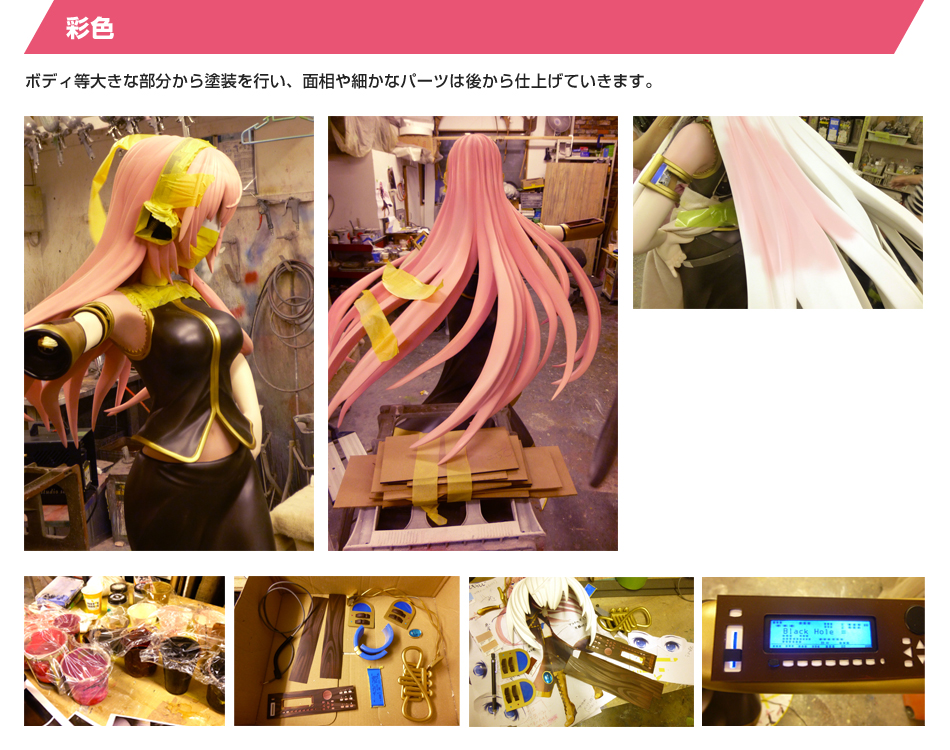 彩色
ボディ等大きな部分から塗装を行い、面相や細かなパーツは後から仕上げていきます。
Black Hole